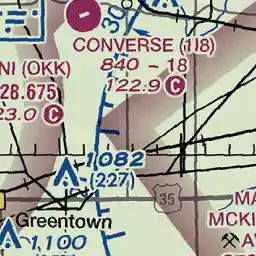 36
CONVERSE (1I8)
NI (OKK)
840 - 18
28.675
122.9 C
23.0 C
1082
(227)
35
Greentown
MA
MCKI
A
1,100